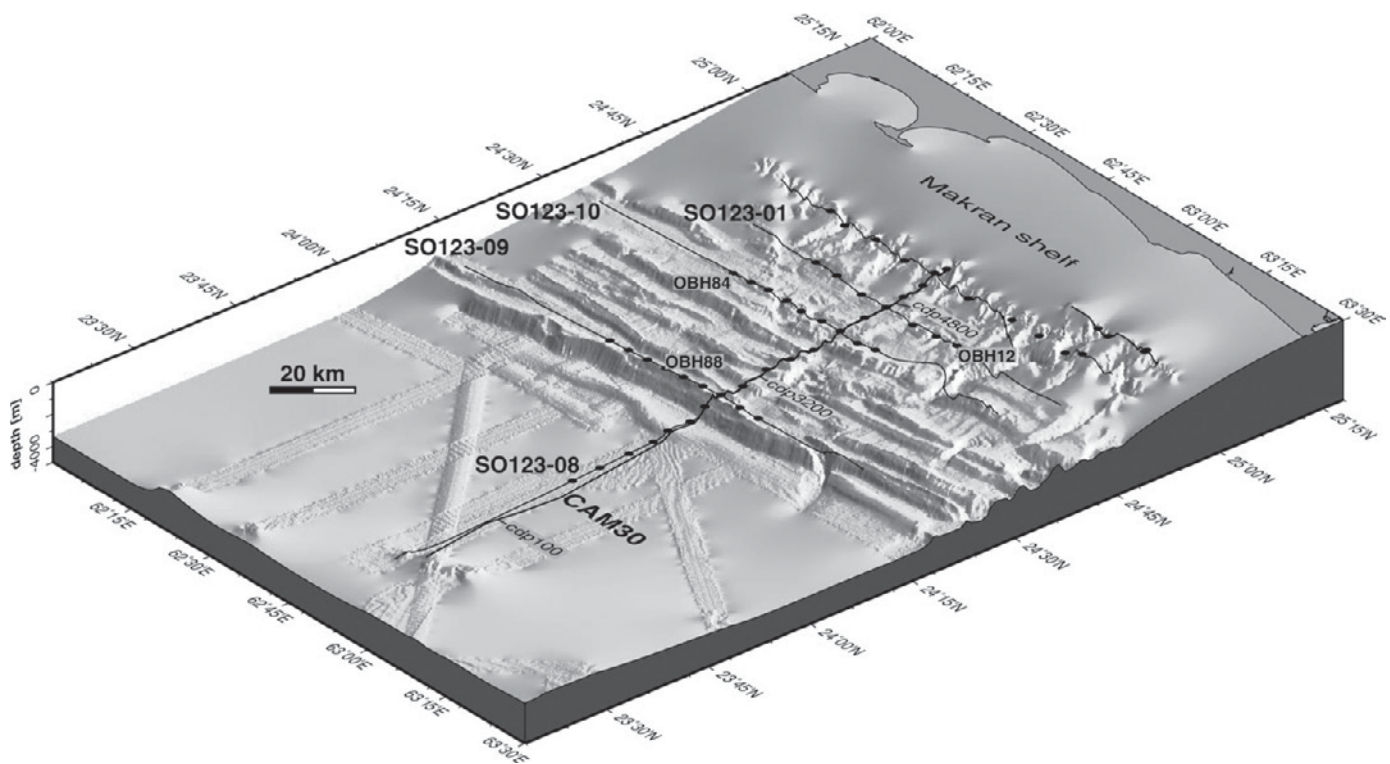 25°15'N
62°00'E
25°00'N
62°15'E
24°45'N
62°30'E
24°30'N
62°45'E
24°15'N
63°00'E
24°00'N
63°15'E
23°45'N
63°30'E
23°30'N
Makran shelf
SO123-10
SO123-01
SO123-09
OBH84
cdp4800
OBH12
OBH88
cdp3200
20 km
SO123-08
CAM30
cdp100
0
-4000
depth [m]
62°15'E
62°30'E
62°45'E
63°00'E
63°15'E
63°30'E
23°30'N
23°45'N
24°00'N
24°15'N
24°30'N
24°45'N
25°00'N
25°15'N